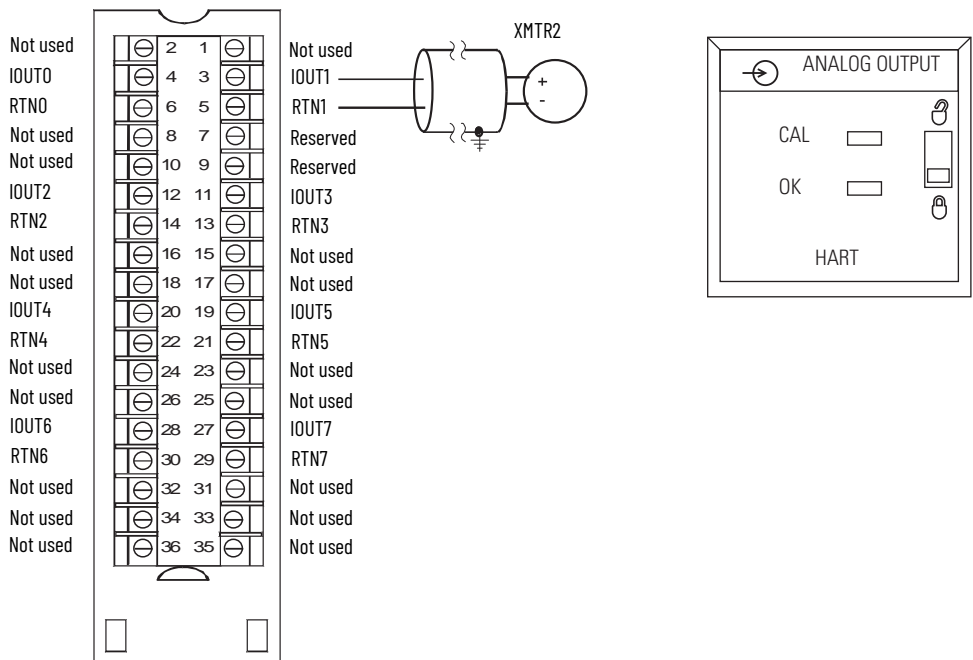 XMTR2
Not used 2 1 Not used
IOUT0 4 3 IOUT1 +
RTN0 6 5 RTN1 -
Not used 8 7 Reserved
Not used 10 9 Reserved
IOUT2 12 11 IOUT3
RTN2 14 13 RTN3
Not used 16 15 Not used
Not used 18 17 Not used
IOUT4 20 19 IOUT5
RTN4 22 21 RTN5
Not used 24 23 Not used
Not used 26 25 Not used
IOUT6 28 27 IOUT7
RTN6 30 29 RTN7
Not used 32 31 Not used
Not used 34 33 Not used
Not used 36 35 Not used
ANALOG OUTPUT
CAL
OK
HART